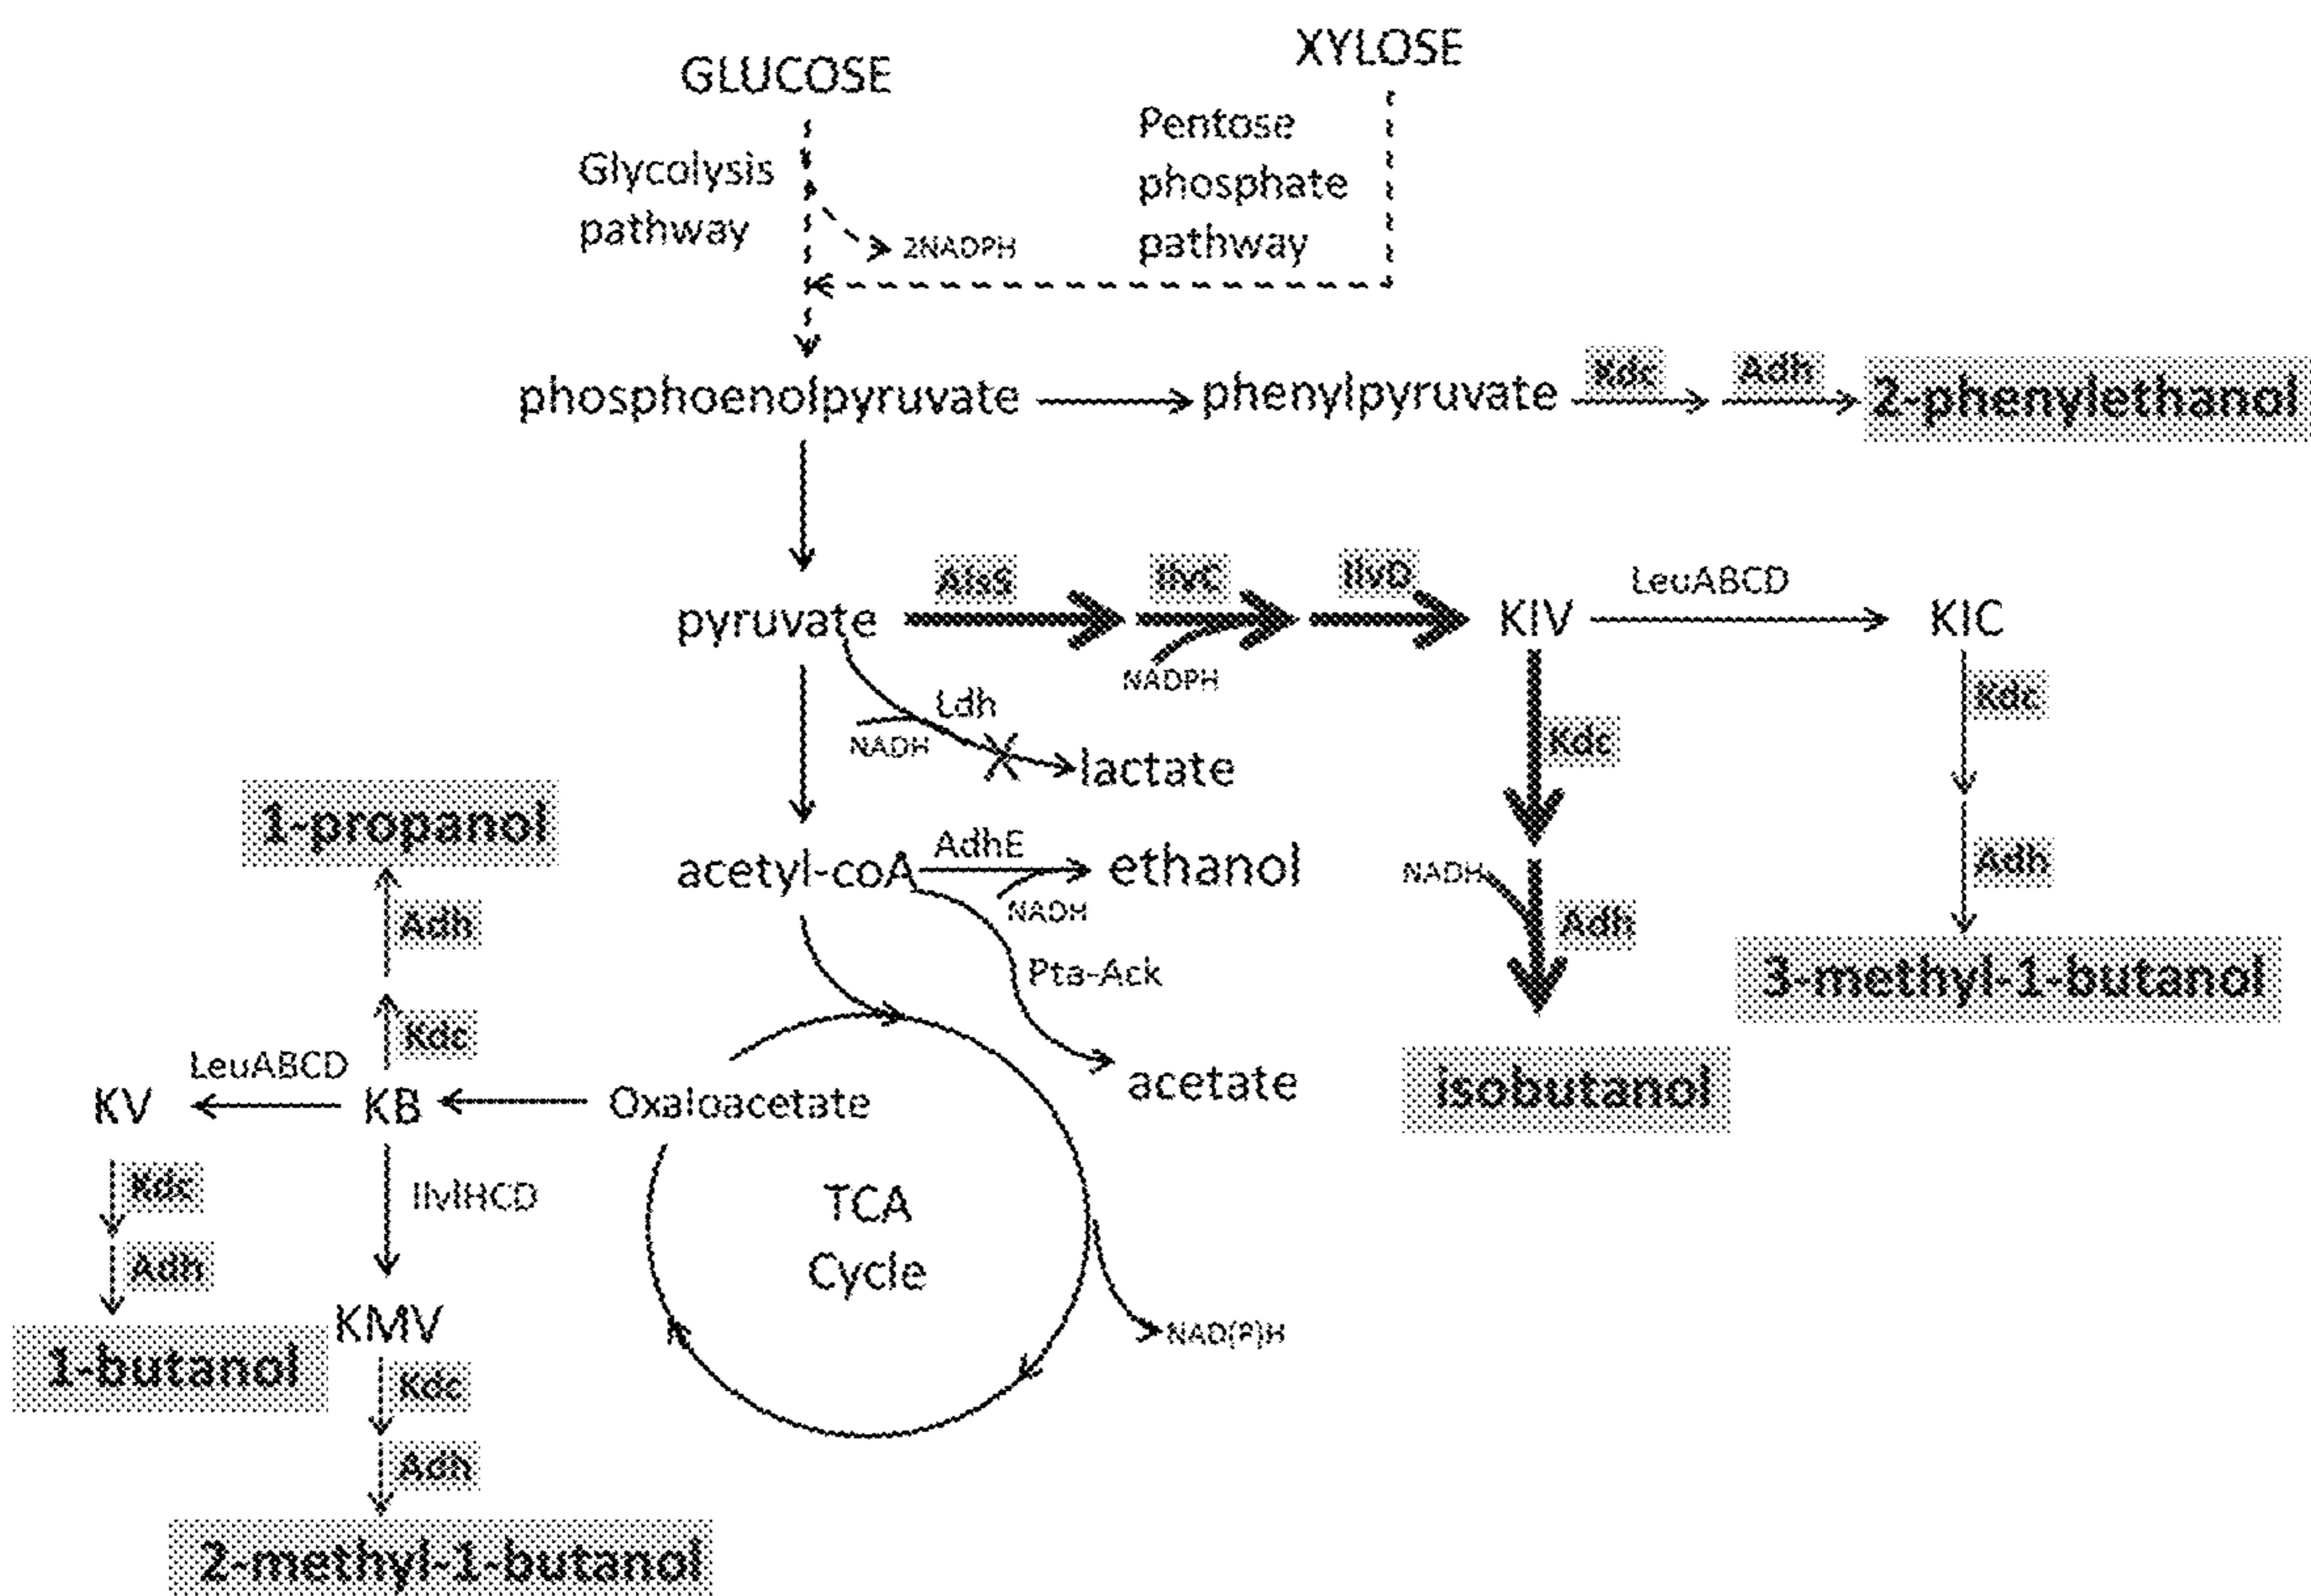 GLUCOSE
XYLOSE
Glycolysis
pathway
Pentose
phosphate
pathway
2NADPH
phosphoenolpyruvate
phenylpyruvate
Kdc
Adh
2-phenylethanol
pyruvate
AlsS
IlvC
IlvD
NADPH
KIV
LeuABCD
KIC
Ldh
NADH
lactate
Kdc
Kdc
1-propanol
acetyl-coA
AdhE
NADH
ethanol
NADH
Adh
Adh
Adh
Pta-Ack
3-methyl-1-butanol
Kdc
acetate
isobutanol
LeuABCD
KV
KB
Oxaloacetate
Kdc
Adh
IlvIHCD
TCA
Cycle
NAD(P)H
1-butanol
KMV
Kdc
Adh
2-methyl-1-butanol